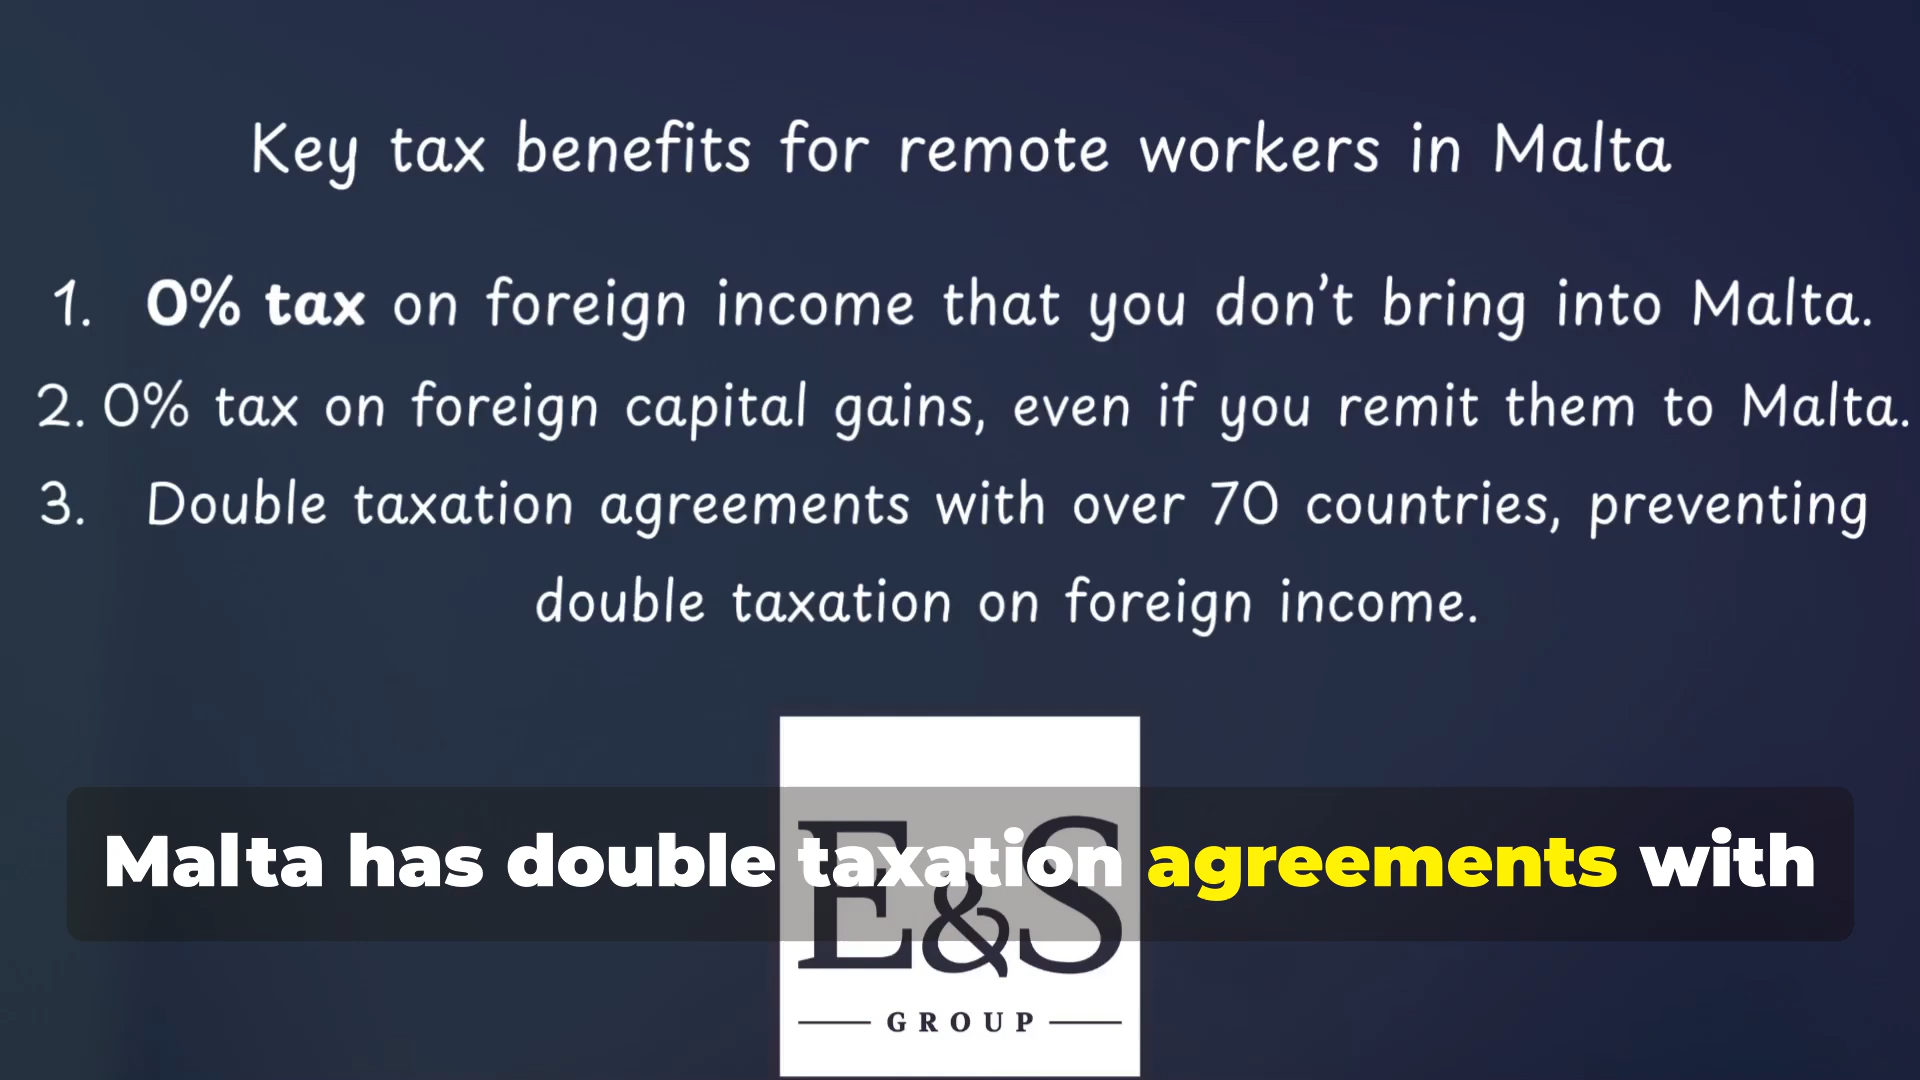 Key tax benefits for remote workers in Malta
1. 0% tax on foreign income that you don’t bring into Malta.
2. 0% tax on foreign capital gains, even if you remit them to Malta.
3. Double taxation agreements with over 70 countries, preventing
double taxation on foreign income.
Malta has double taxation agreements with
E&S
GROUP